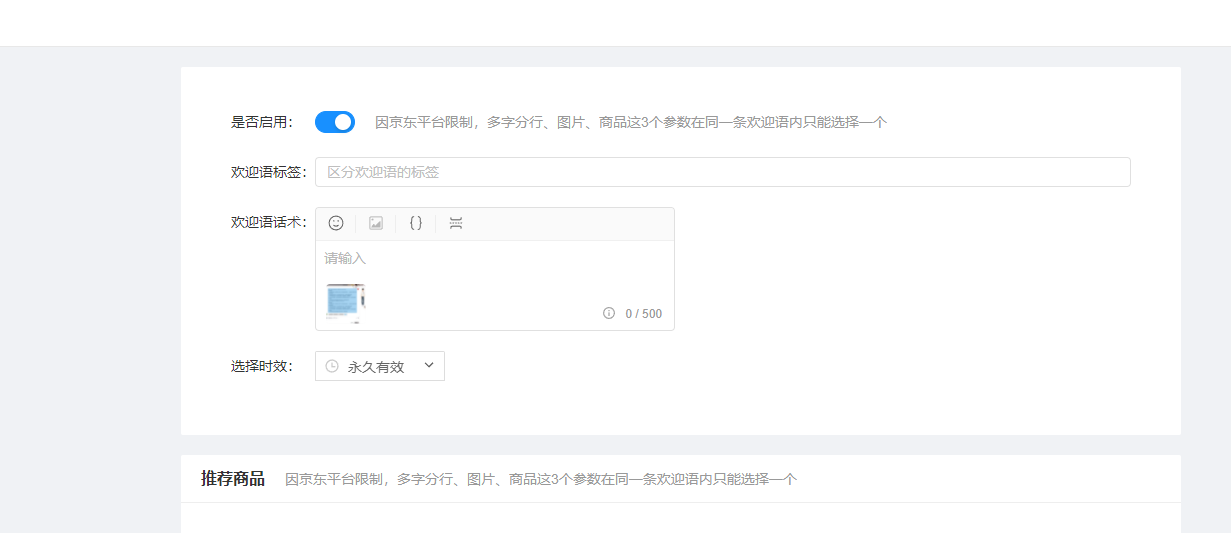 是否启用： 因京东平台限制，多字分行、图片、商品这3个参数在同一条欢迎语内只能选择一个
欢迎语标签： 区分欢迎语的标签
欢迎语话术：
请输入
0 / 500
选择时效： 永久有效
推荐商品 因京东平台限制，多字分行、图片、商品这3个参数在同一条欢迎语内只能选择一个